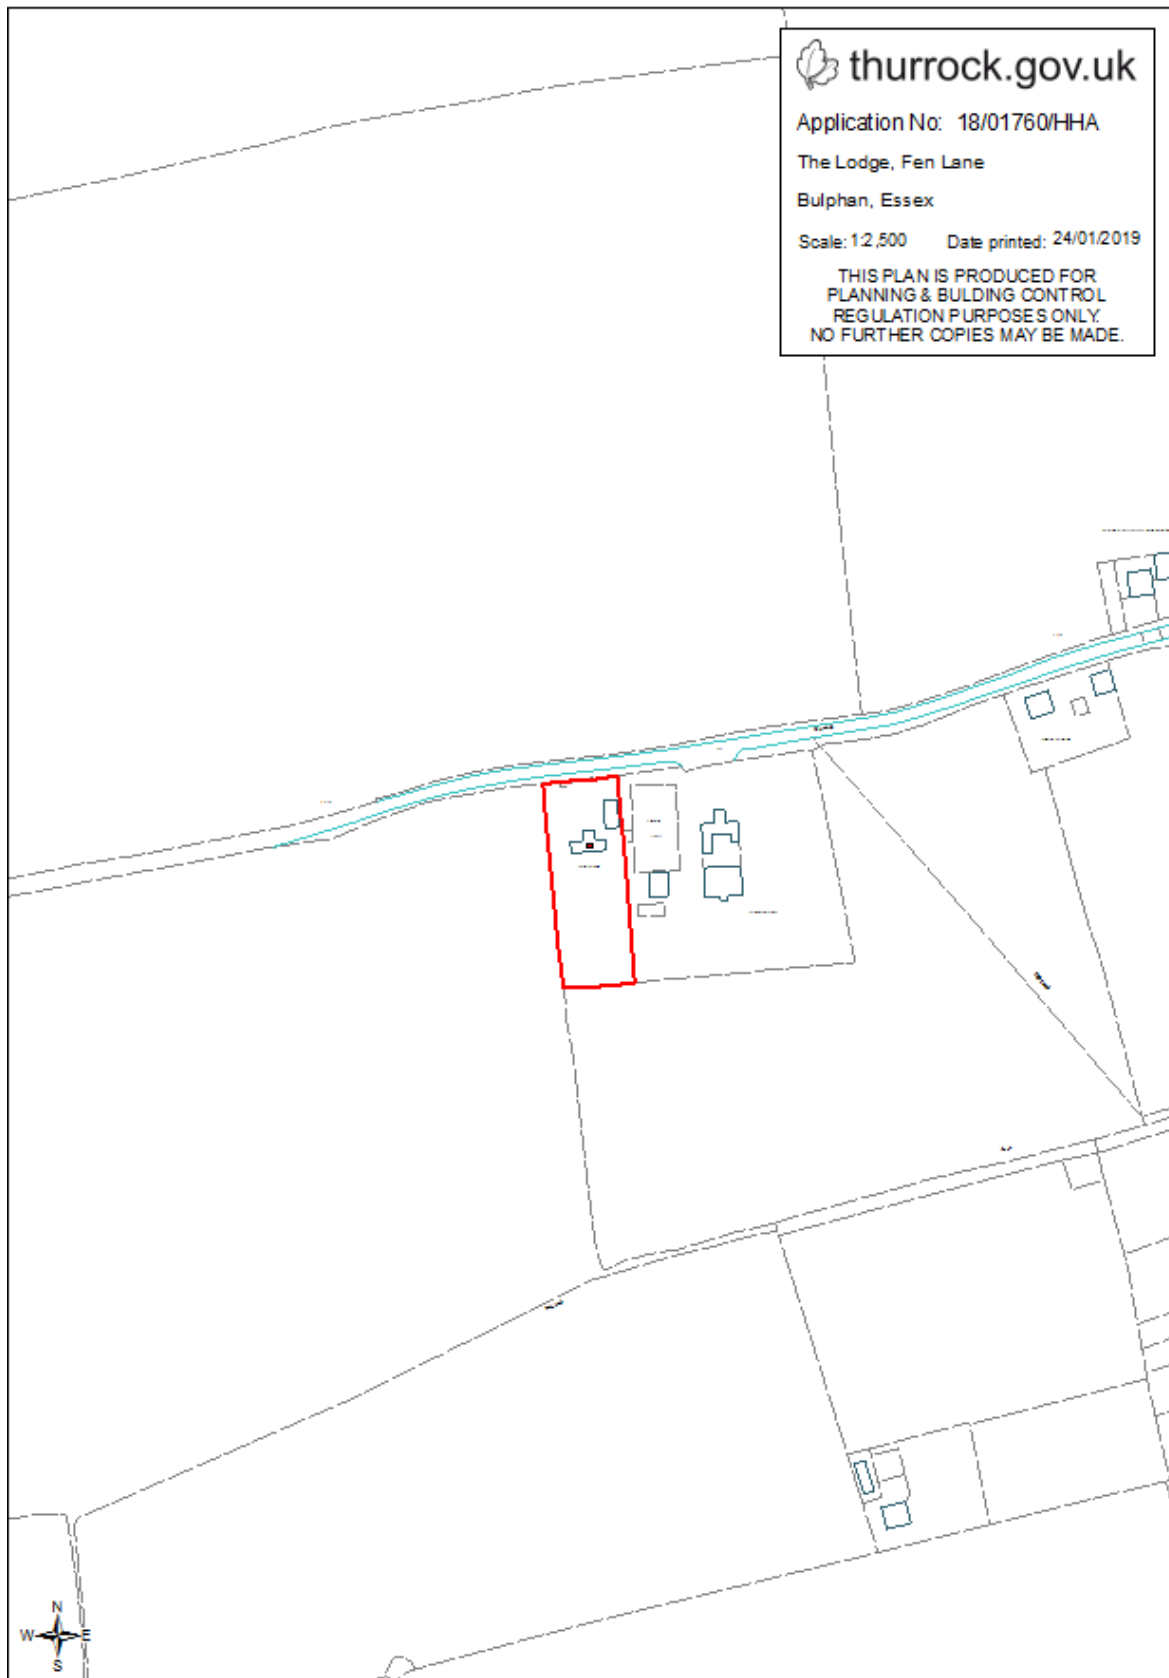 thurrock.gov.uk
Application No: 18/01760/HHA
The Lodge, Fen Lane
Bulphan, Essex
Scale: 1:2,500 Date printed: 24/01/2019
THIS PLAN IS PRODUCED FOR
PLANNING & BULDING CONTROL
REGULATION PURPOSES ONLY.
NO FURTHER COPIES MAY BE MADE.
N
W E
S